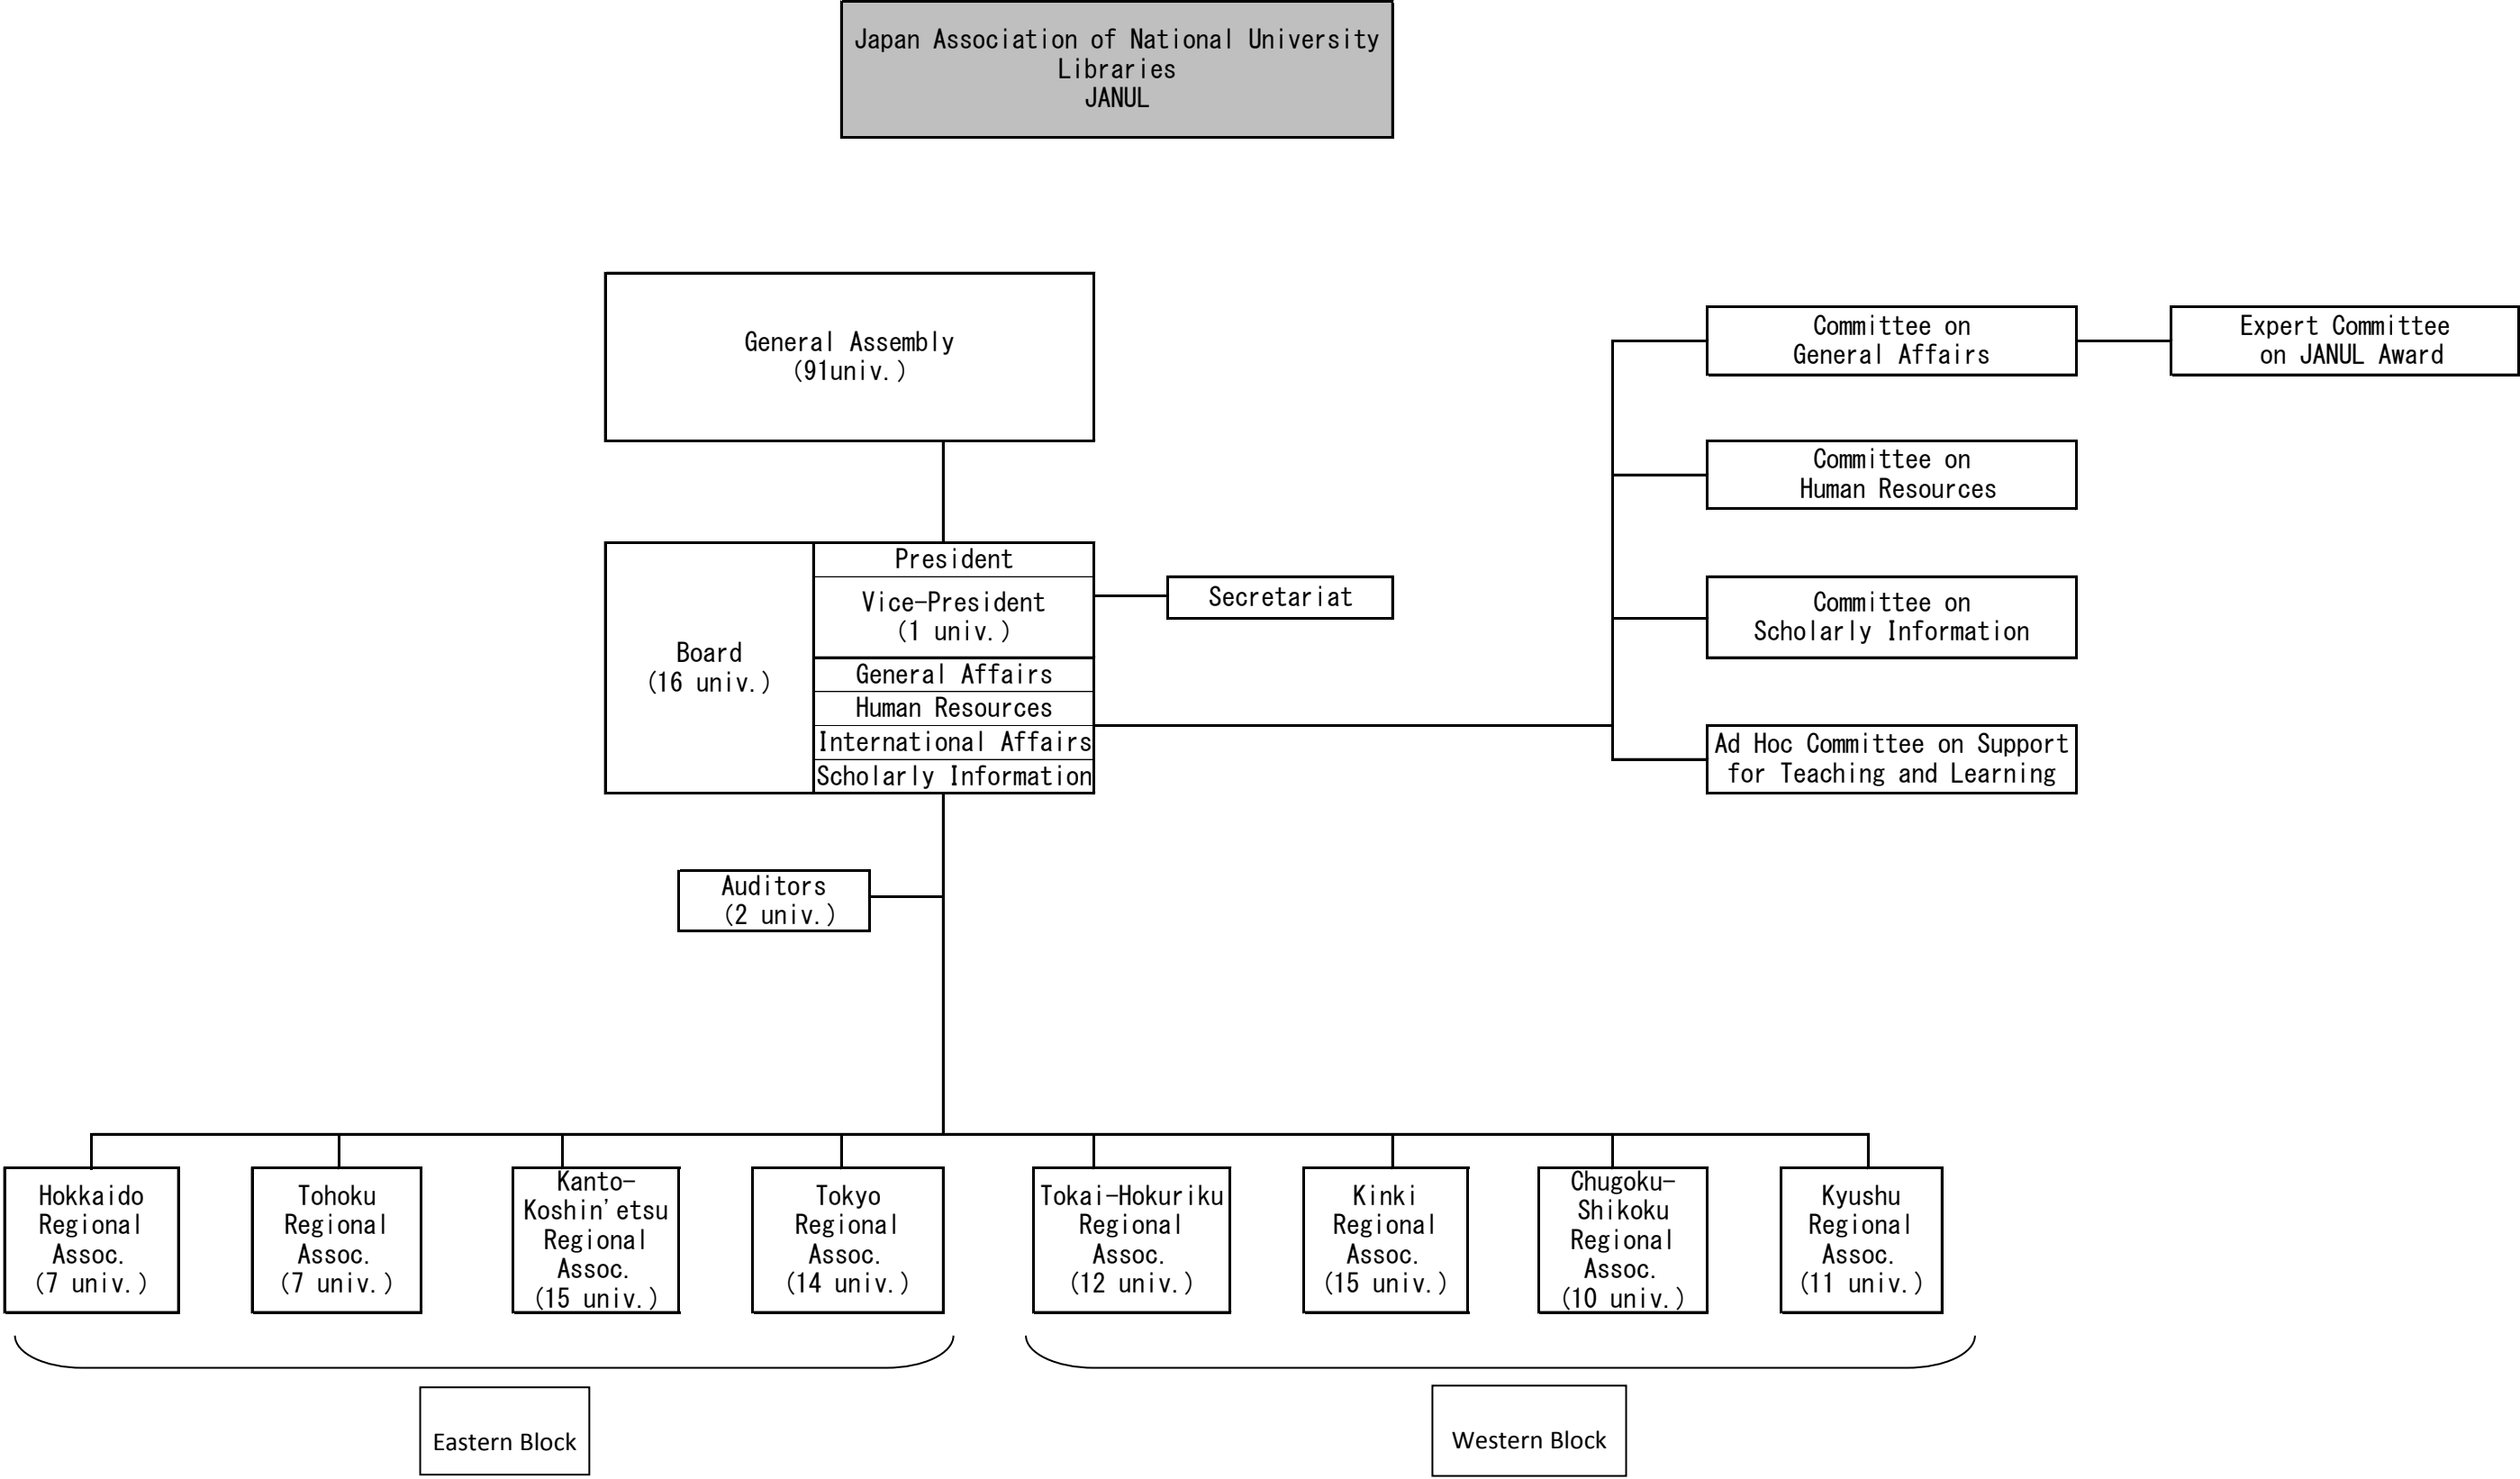 Japan Association of National University
Libraries
JANUL
General Assembly
(91univ.)
Committee on
General Affairs
Expert Committee
on JANUL Award
Committee on
Human Resources
Board
(16 univ.)
President
Vice-President
(1 univ.)
General Affairs
Human Resources
International Affairs
Scholarly Information
Secretariat
Committee on
Scholarly Information
Ad Hoc Committee on Support
for Teaching and Learning
Auditors
(2 univ.)
Hokkaido
Regional
Assoc.
(7 univ.)
Tohoku
Regional
Assoc.
(7 univ.)
Kanto-
Koshin'etsu
Regional
Assoc.
(15 univ.)
Tokyo
Regional
Assoc.
(14 univ.)
Tokai-Hokuriku
Regional
Assoc.
(12 univ.)
Kinki
Regional
Assoc.
(15 univ.)
Chugoku-
Shikoku
Regional
Assoc.
(10 univ.)
Kyushu
Regional
Assoc.
(11 univ.)
Eastern Block
Western Block